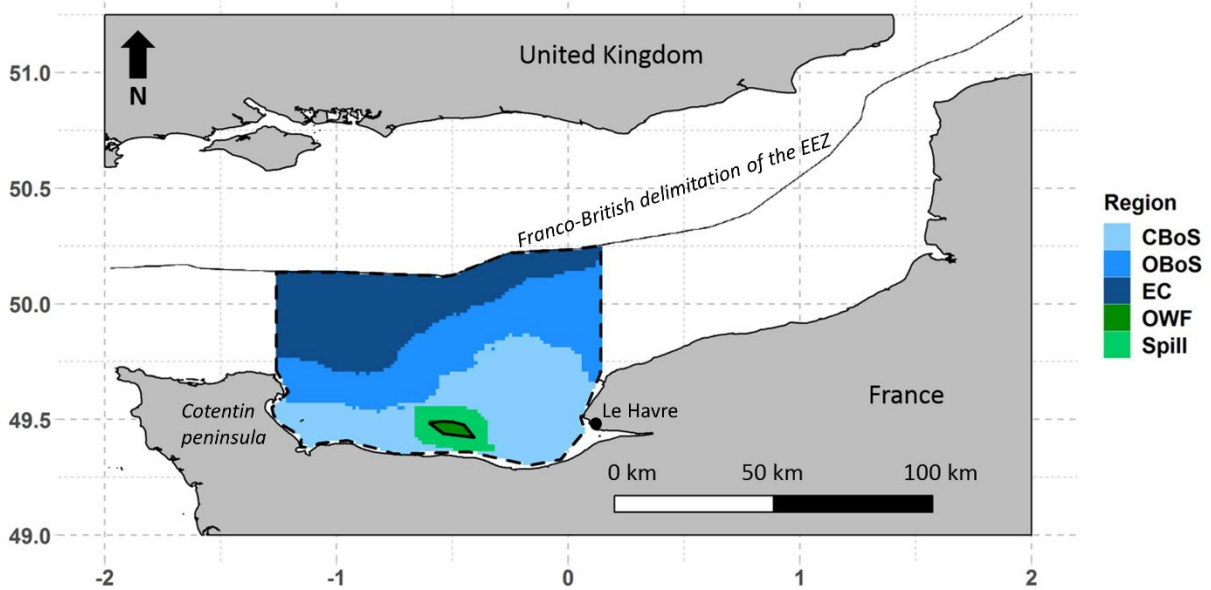 United Kingdom
51.0
N
50.5
Franco-British delimitation of the EEZ
Region
CBoS
OBoS
EC
OWF
Spill
50.0
49.5
Cotentin
peninsula
Le Havre
France
0 km 50 km 100 km
49.0
-2 -1 0 1 2